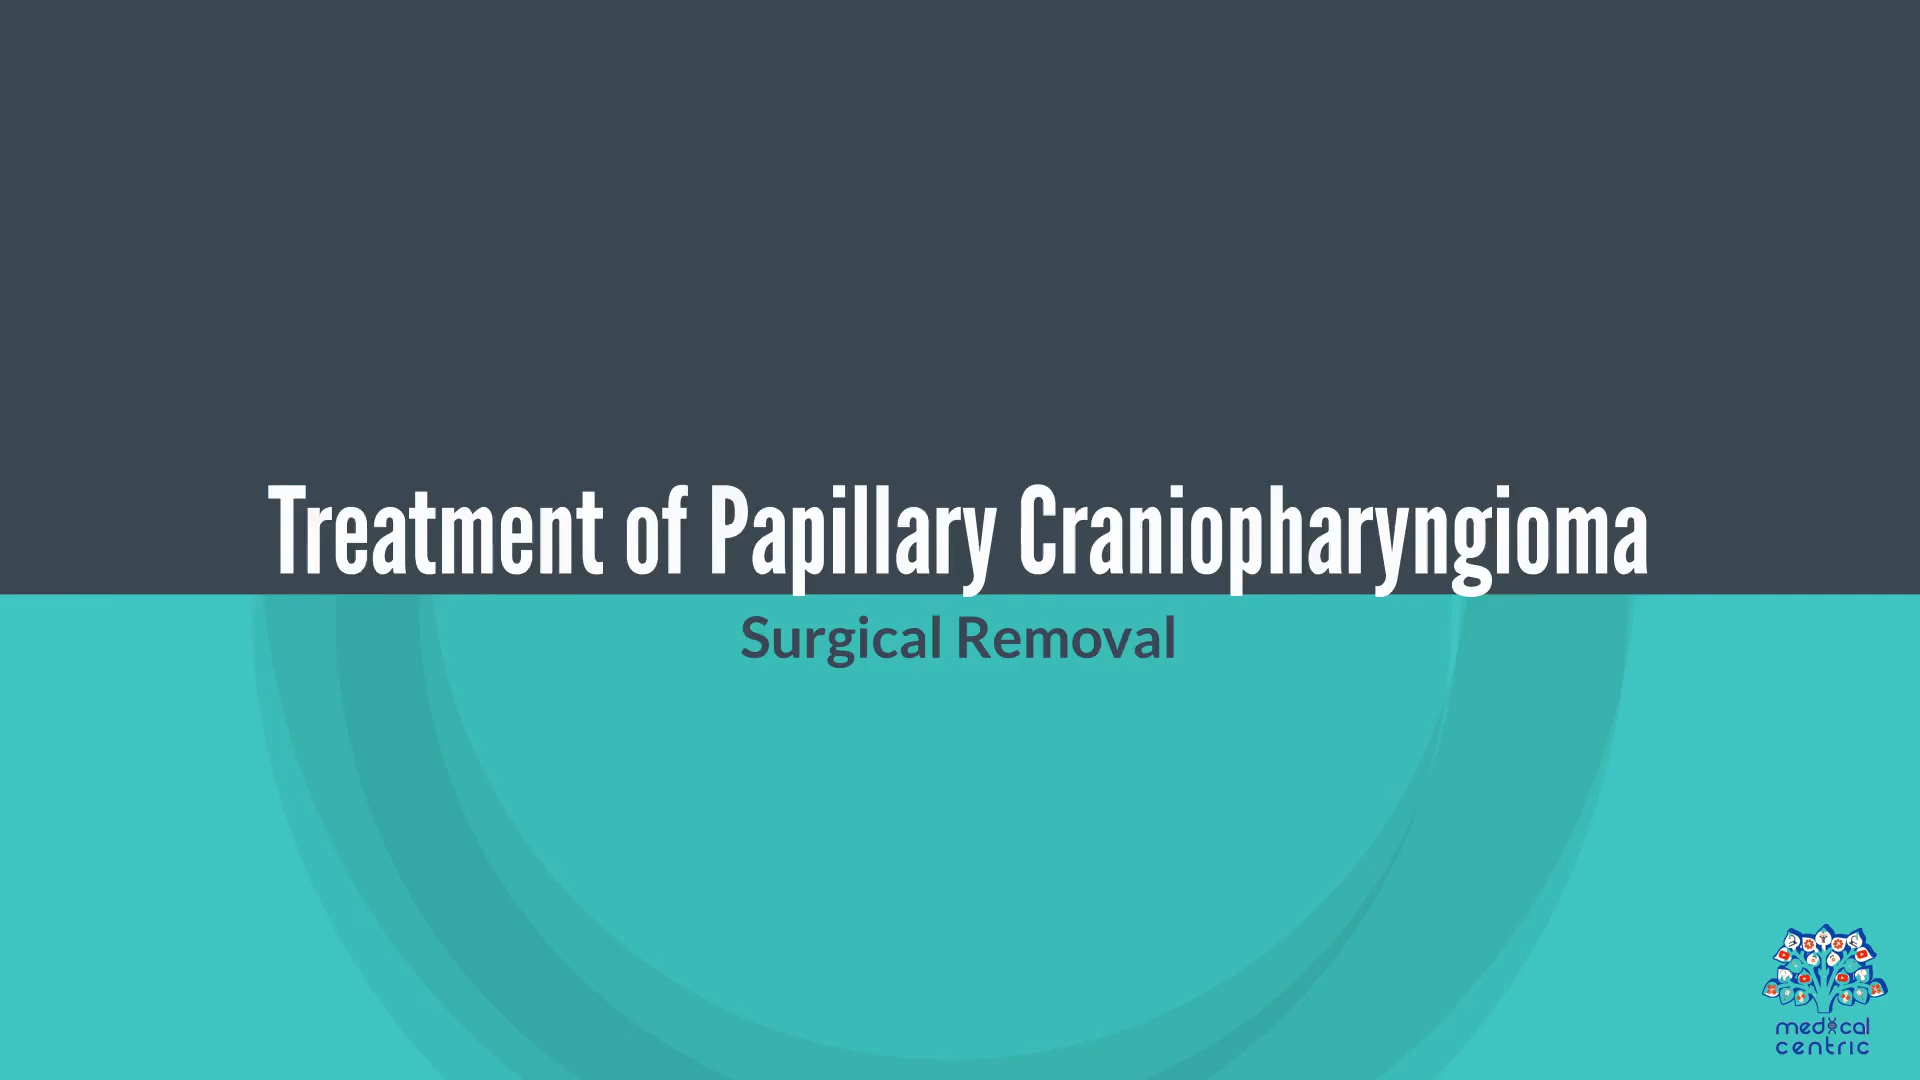 Treatment of Papillary Craniopharyngioma
Surgical Removal
medical
centric